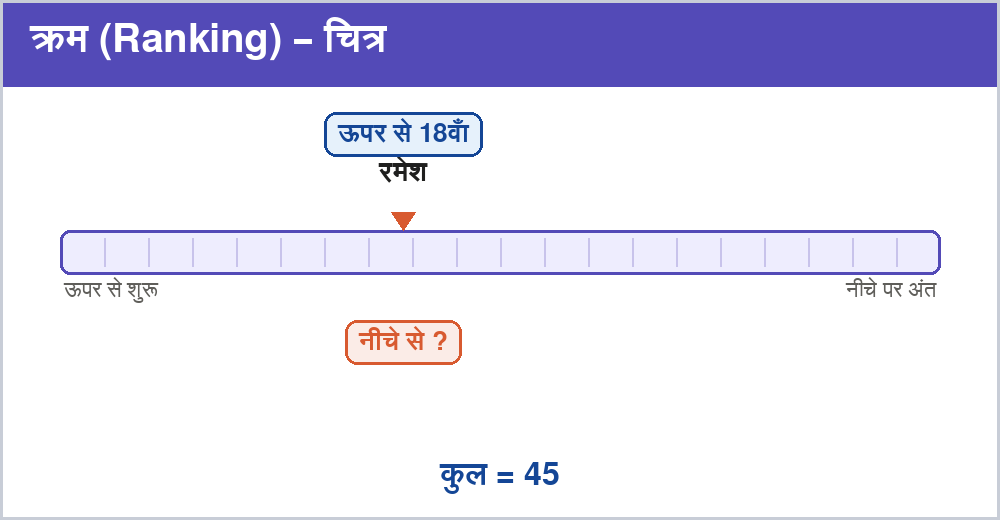 क्रम (Ranking) – चित्र
ऊपर से 18वाँ
रमेश
ऊपर से शुरू
नीचे पर अंत
नीचे से ?
कुल = 45